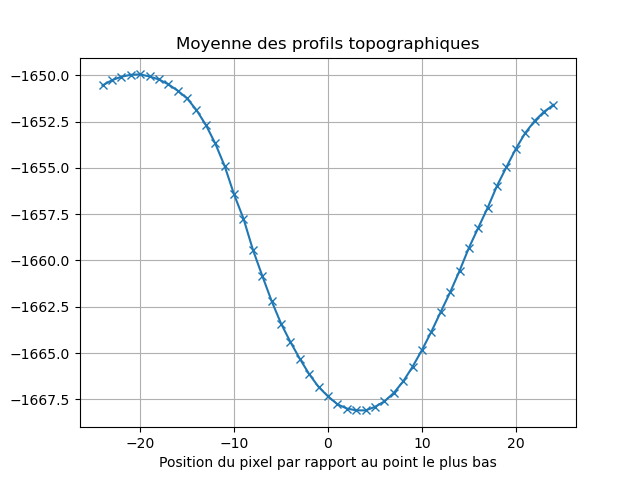 Moyenne des profils topographiques
−1650.0
−1652.5
−1655.0
−1657.5
−1660.0
−1662.5
−1665.0
−1667.5
−20 −10 0 10 20
Position du pixel par rapport au point le plus bas